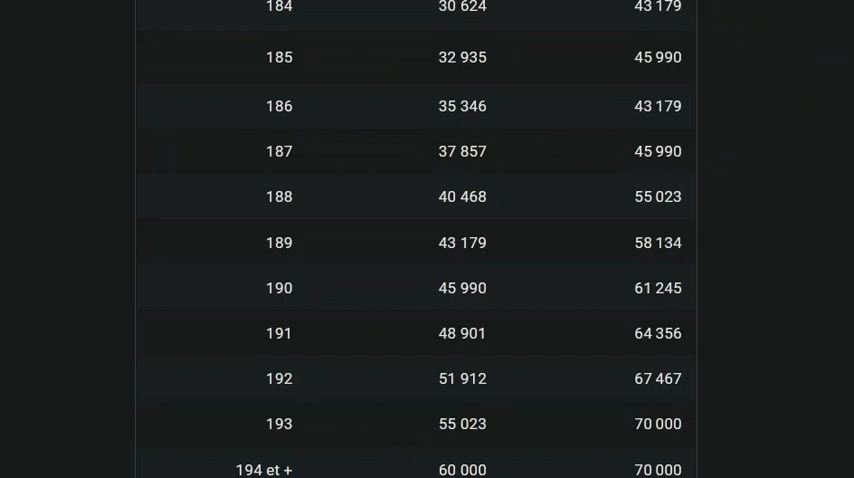 184 30 624 43 179
185 32 935 45 990
186 35 346 43 179
187 37 857 45 990
188 40 468 55 023
189 43 179 58 134
190 45 990 61 245
191 48 901 64 356
192 51 912 67 467
193 55 023 70 000
194 et + 60 000 70 000